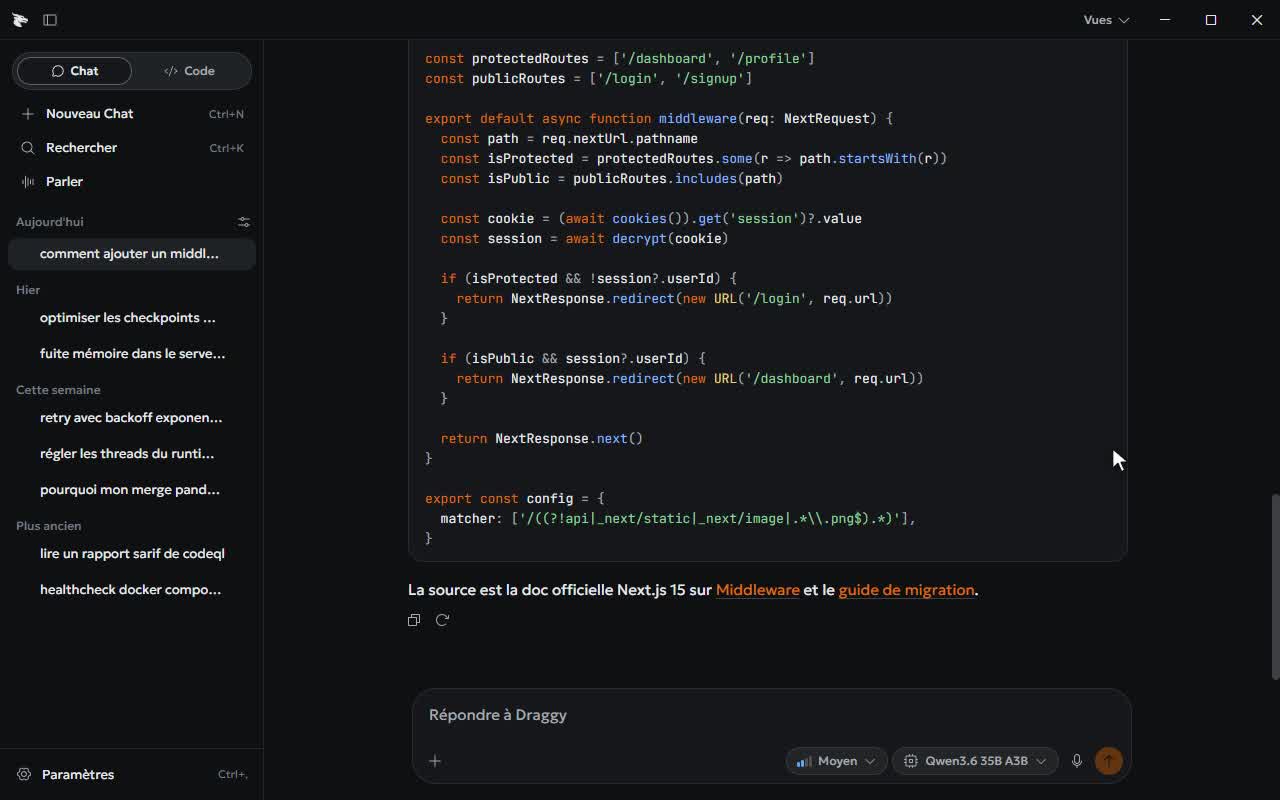 Vues
Chat
</> Code
Nouveau Chat Ctrl+N
Rechercher Ctrl+K
Parler
Aujourd'hui
comment ajouter un middl...
Hier
optimiser les checkpoints ...
fuite mémoire dans le serve...
Cette semaine
retry avec backoff exponen...
régler les threads du runti...
pourquoi mon merge pand...
Plus ancien
lire un rapport sarif de codeql
healthcheck docker compo...
Paramètres Ctrl+,
const protectedRoutes = ['/dashboard', '/profile']
const publicRoutes = ['/login', '/signup']
export default async function middleware(req: NextRequest) {
  const path = req.nextUrl.pathname
  const isProtected = protectedRoutes.some(r => path.startsWith(r))
  const isPublic = publicRoutes.includes(path)
  const cookie = (await cookies()).get('session')?.value
  const session = await decrypt(cookie)
  if (isProtected && !session?.userId) {
    return NextResponse.redirect(new URL('/login', req.url))
  }
  if (isPublic && session?.userId) {
    return NextResponse.redirect(new URL('/dashboard', req.url))
  }
  return NextResponse.next()
}
export const config = {
  matcher: ['/((?!api|_next/static|_next/image|.*\\.png$).*)'],
}
La source est la doc officielle Next.js 15 sur Middleware et le guide de migration.
Répondre à Draggy
Moyen
Qwen3.6 35B A3B